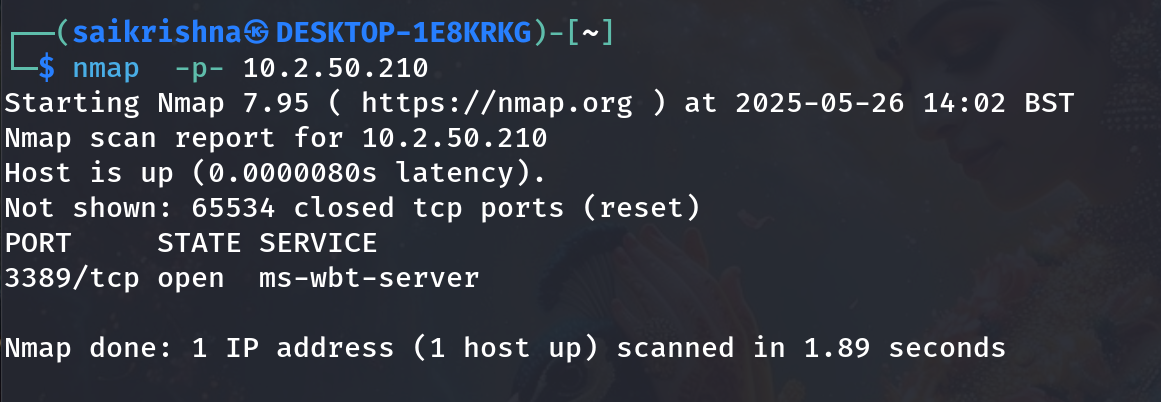 ┌──(saikrishna㉿DESKTOP-1E8KRKG)-[~]
└─$ nmap  -p- 10.2.50.210
Starting Nmap 7.95 ( https://nmap.org ) at 2025-05-26 14:02 BST
Nmap scan report for 10.2.50.210
Host is up (0.0000080s latency).
Not shown: 65534 closed tcp ports (reset)
PORT     STATE SERVICE
3389/tcp open  ms-wbt-server
Nmap done: 1 IP address (1 host up) scanned in 1.89 seconds